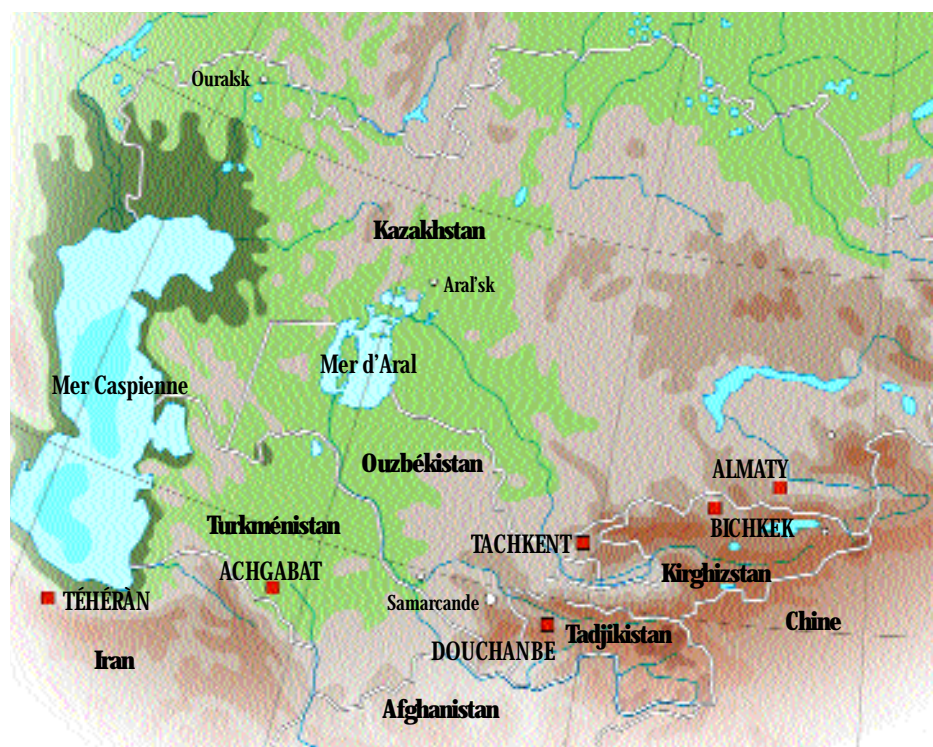 Ouralsk
Kazakhstan
Aral'sk
Mer d'Aral
Mer Caspienne
Ouzbékistan
ALMATY
Turkménistan
BICHKEK
TACHKENT
ACHGABAT
Kirghizstan
TÉHÉRÀN
Samarcande
Chine
Tadjikistan
DOUCHANBE
Iran
Afghanistan